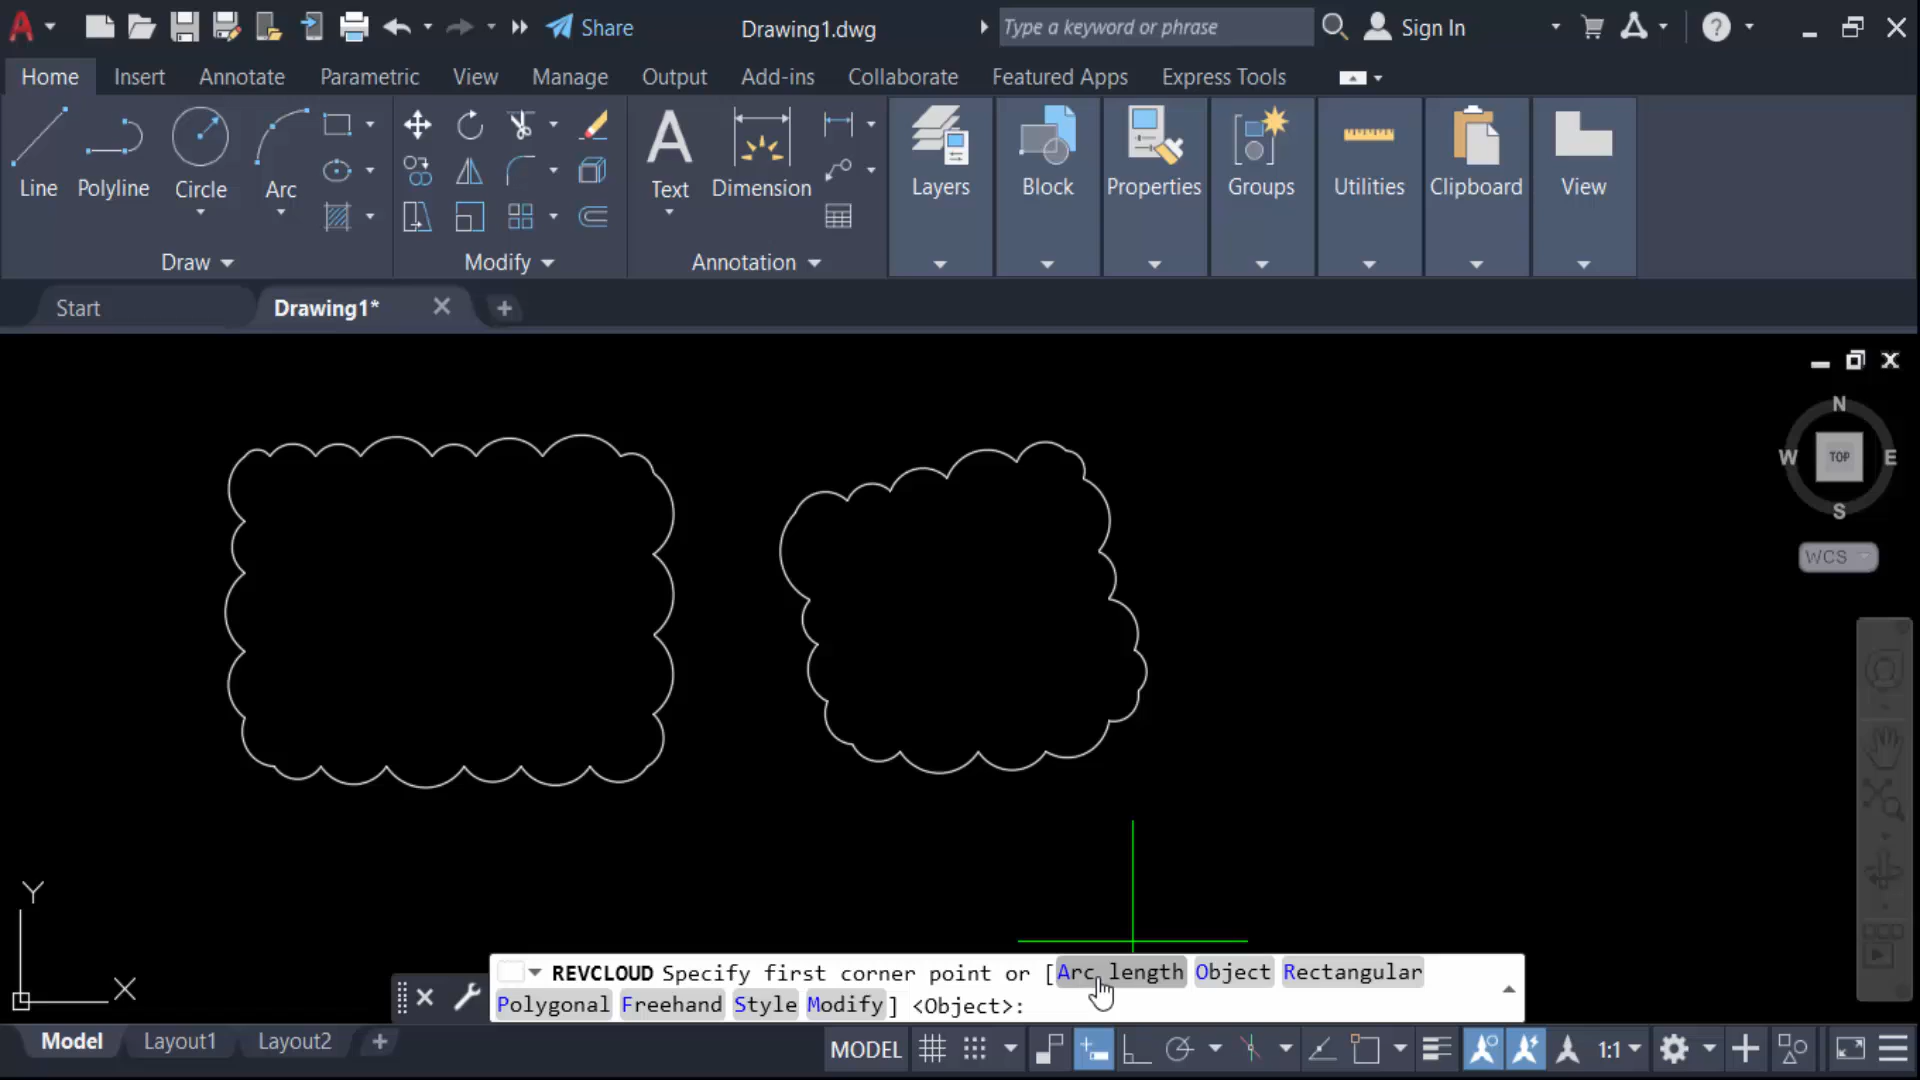 Share Drawing1.dwg Type a keyword or phrase Sign In
Home Insert Annotate Parametric View Manage Output Add-ins Collaborate Featured Apps Express Tools
Line Polyline Circle Arc Text Dimension Layers Block Properties Groups Utilities Clipboard View
Draw Modify Annotation
Start Drawing1*
N
W TOP E
S
WCS
Y
X
REVCLOUD Specify first corner point or [Arc length Object Rectangular
Polygonal Freehand Style Modify] <Object>:
Model Layout1 Layout2 MODEL 1:1